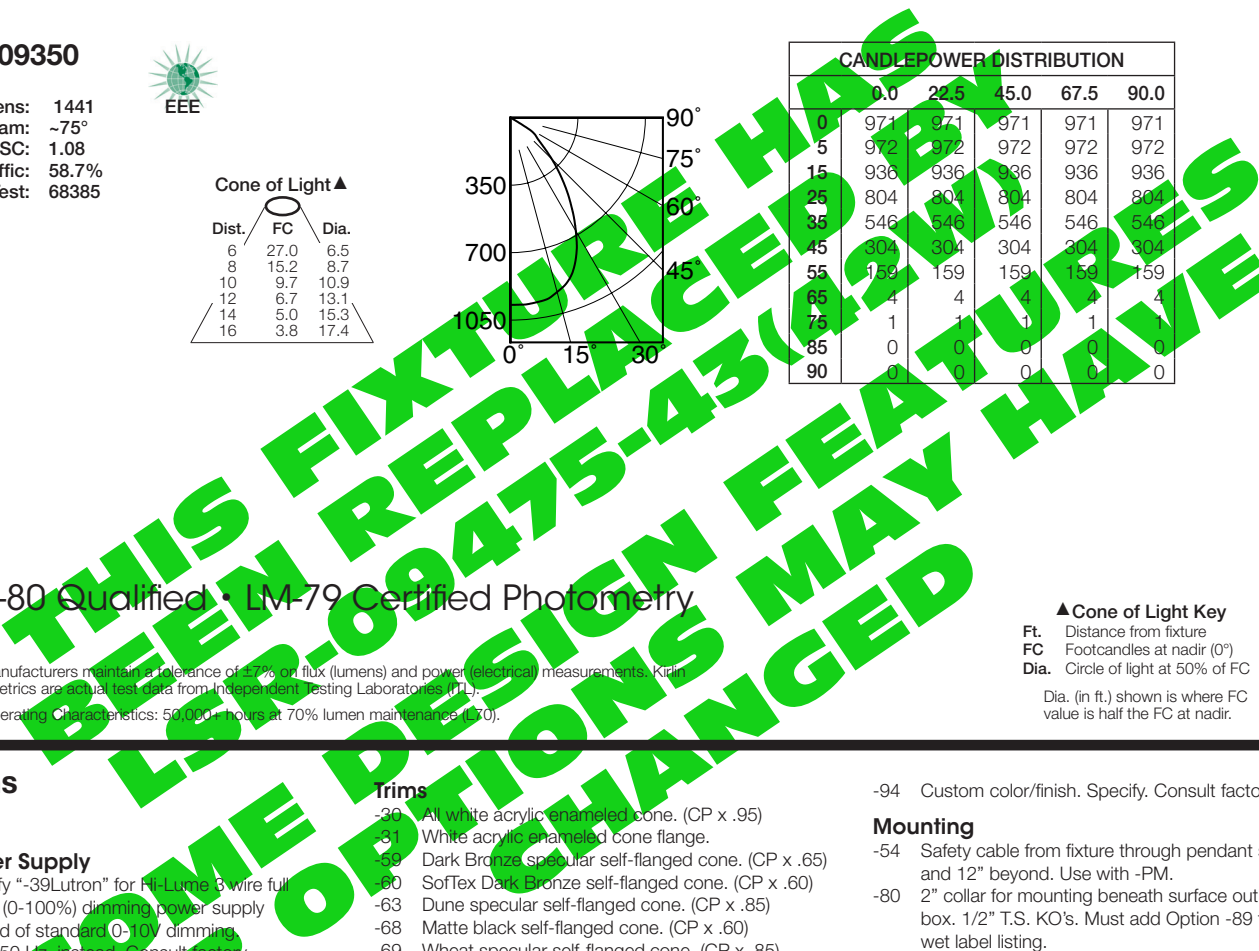 09350
ens: 1441
am: ~75°
SC: 1.08
ffic: 58.7%
est: 68385
EEE
Cone of Light▲
Dist. FC Dia.
6 27.0 6.5
8 15.2 8.7
10 9.7 10.9
12 6.7 13.1
14 5.0 15.3
16 3.8 17.4
90°
75°
60°
45°
350
700
1050
0° 15° 30°
CANDLEPOWER DISTRIBUTION
0.0 22.5 45.0 67.5 90.0
0 971 971 971 971 971
5 972 972 972 972 972
15 936 936 936 936 936
25 804 804 804 804 804
35 546 546 546 546 546
45 304 304 304 304 304
55 159 159 159 159 159
65 4 4 4 4 4
75 1 1 1 1 1
85 0 0 0 0 0
90 0 0 0 0 0
THIS FIXTURE HAS
BEEN REPLACED BY
LSR-09475-43(42W)
SOME DESIGN FEATURES
OPTIONS MAY HAVE
CHANGED
-80 Qualified • LM-79 Certified Photometry
anufacturers maintain a tolerance of ±7% on flux (lumens) and power (electrical) measurements. Kirlin
etrics are actual test data from Independent Testing Laboratories (ITL).
erating Characteristics: 50,000+ hours at 70% lumen maintenance (L70).
▲Cone of Light Key
Ft. Distance from fixture
FC Footcandles at nadir (0°)
Dia. Circle of light at 50% of FC
Dia. (in ft.) shown is where FC
value is half the FC at nadir.
s
er Supply
fy “-39Lutron” for Hi-Lume 3 wire full
(0-100%) dimming power supply
d of standard 0-10V dimming,
50 Hz, instead. Consult factory
Trims
-30 All white acrylic enameled cone. (CP x .95)
-31 White acrylic enameled cone flange.
-59 Dark Bronze specular self-flanged cone. (CP x .65)
-60 SofTex Dark Bronze self-flanged cone. (CP x .60)
-63 Dune specular self-flanged cone. (CP x .85)
-68 Matte black self-flanged cone. (CP x .60)
-69 Wheat specular self-flanged cone. (CP x .85)
-94 Custom color/finish. Specify. Consult facto
Mounting
-54 Safety cable from fixture through pendant s
and 12” beyond. Use with -PM.
-80 2” collar for mounting beneath surface out
box. 1/2” T.S. KO’s. Must add Option -89
wet label listing.